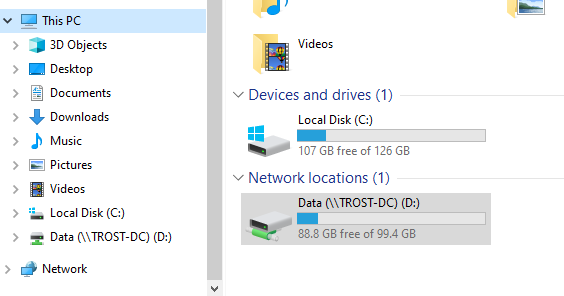 This PC
3D Objects
Desktop
Documents
Downloads
Music
Pictures
Videos
Local Disk (C:)
Data (\\TROST-DC) (D:)
Network
Videos
Devices and drives (1)
Local Disk (C:)
107 GB free of 126 GB
Network locations (1)
Data (\\TROST-DC) (D:)
88.8 GB free of 99.4 GB